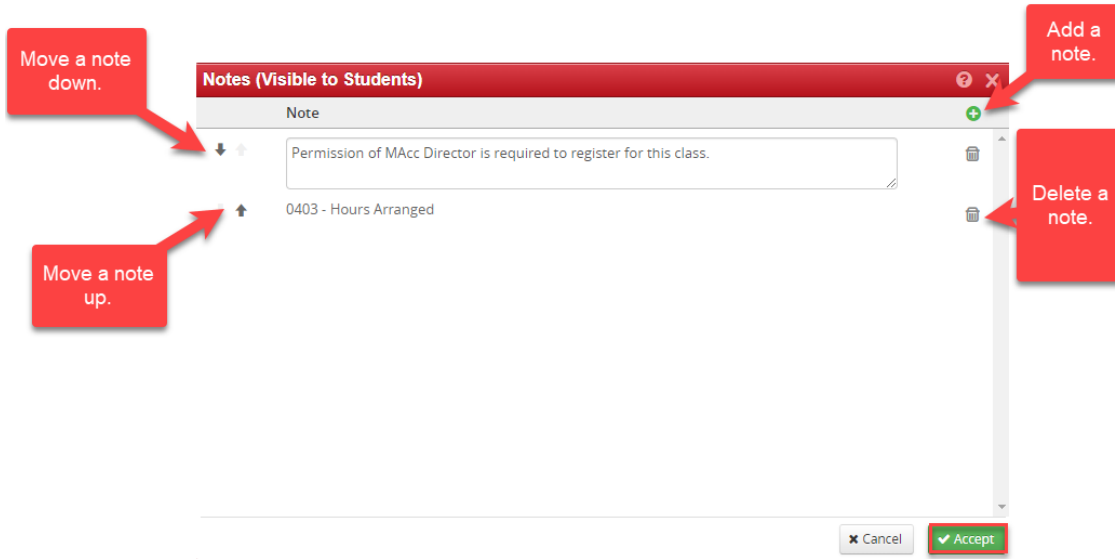 Add a
note.
Move a note
down.
Notes (Visible to Students)
Note
Permission of MAcc Director is required to register for this class.
Delete a
note.
0403 - Hours Arranged
Move a note
up.
Cancel
Accept